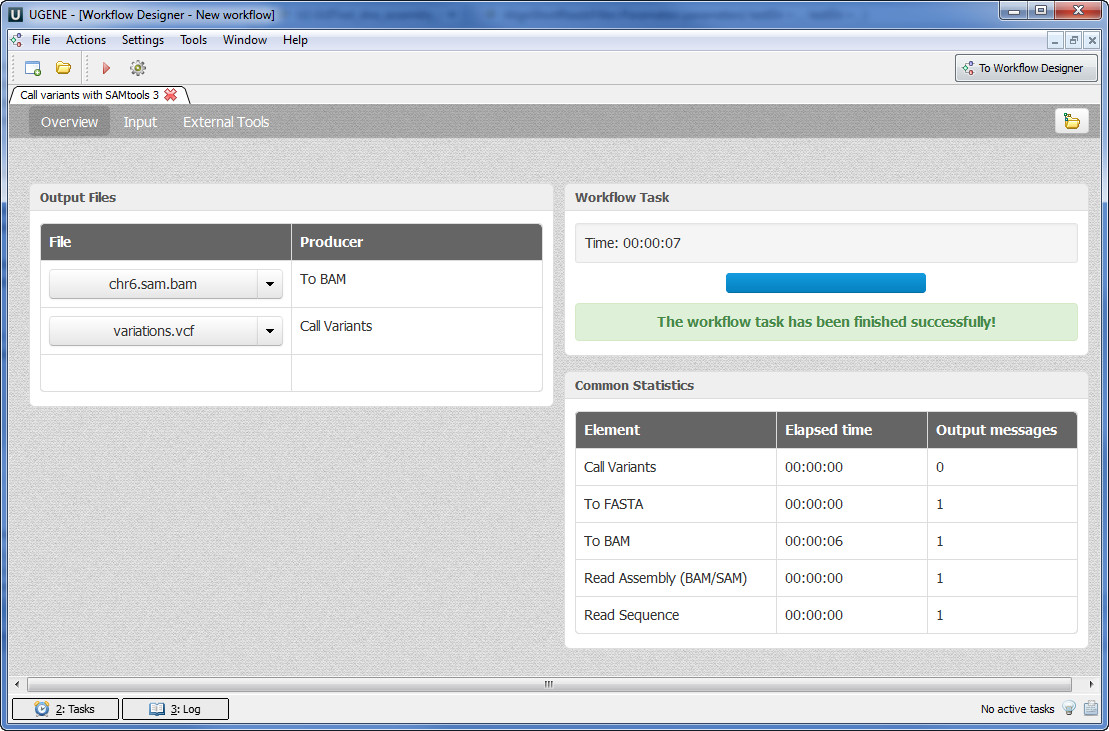 UGENE - [Workflow Designer - New workflow]
File Actions Settings Tools Window Help
To Workflow Designer
Call variants with SAMtools 3
Overview Input External Tools
Output Files
File Producer
chr6.sam.bam To BAM
variations.vcf Call Variants
Workflow Task
Time: 00:00:07
The workflow task has been finished successfully!
Common Statistics
Element Elapsed time Output messages
Call Variants 00:00:00 0
To FASTA 00:00:00 1
To BAM 00:00:06 1
Read Assembly (BAM/SAM) 00:00:00 1
Read Sequence 00:00:00 1
2: Tasks 3: Log No active tasks